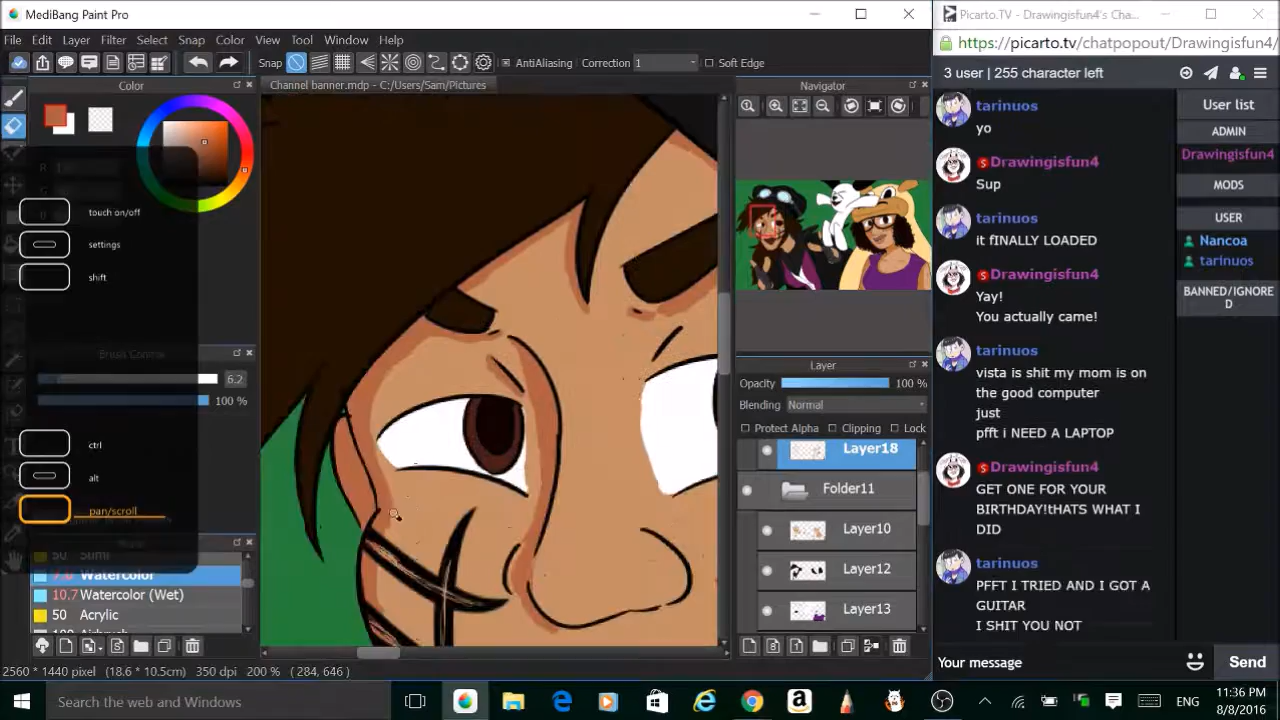 MediBang Paint Pro
File Edit Layer Filter Select Snap Color View Tool Window Help
Snap AntiAliasing Correction 1 Soft Edge
Color
Channel banner.mdp - C:/Users/Sam/Pictures
R
G
touch on/off
settings
shift
Brush Control
6.2
100 %
ctrl
alt
pan/scroll
50 Sumi
7.0 Watercolor
10.7 Watercolor (Wet)
50 Acrylic
100 Airbrush
Navigator
Layer
Opacity 100 %
Blending Normal
Protect Alpha Clipping Lock
Layer18
Folder11
Layer10
Layer12
Layer13
2560 * 1440 pixel (18.6 * 10.5cm) 350 dpi 200 % (284, 646)
Picarto.TV - Drawingisfun4's Cha...
https://picarto.tv/chatpopout/Drawingisfun4/
3 user | 255 character left
tarinuos
yo
Drawingisfun4
Sup
tarinuos
it fINALLY LOADED
Drawingisfun4
Yay!
You actually came!
tarinuos
vista is shit my mom is on
the good computer
just
pfft i NEED A LAPTOP
Drawingisfun4
GET ONE FOR YOUR
BIRTHDAY!tHATS WHAT I
DID
tarinuos
PFFT I TRIED AND I GOT A
GUITAR
I SHIT YOU NOT
User list
ADMIN
Drawingisfun4
MODS
USER
Nancoa
tarinuos
BANNED/IGNORE
D
Your message
Send
Search the web and Windows
ENG
11:36 PM
8/8/2016